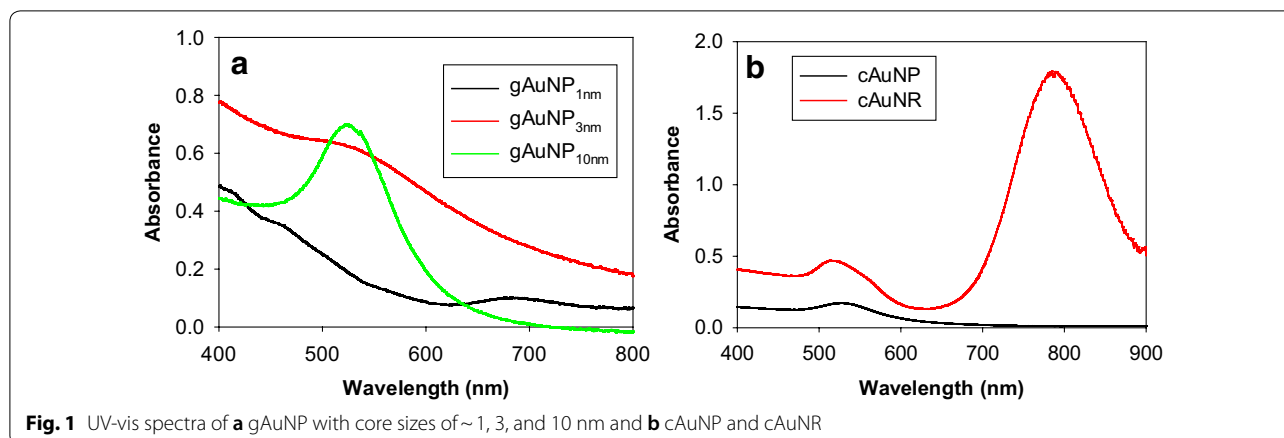 a
1.0
0.8
0.6
0.4
0.2
0.0
Absorbance
400 500 600 700 800
Wavelength (nm)
gAuNP1nm
gAuNP3nm
gAuNP10nm
b
2.0
1.5
1.0
0.5
0.0
Absorbance
400 500 600 700 800 900
Wavelength (nm)
cAuNP
cAuNR
Fig. 1 UV-vis spectra of a gAuNP with core sizes of ~ 1, 3, and 10 nm and b cAuNP and cAuNR